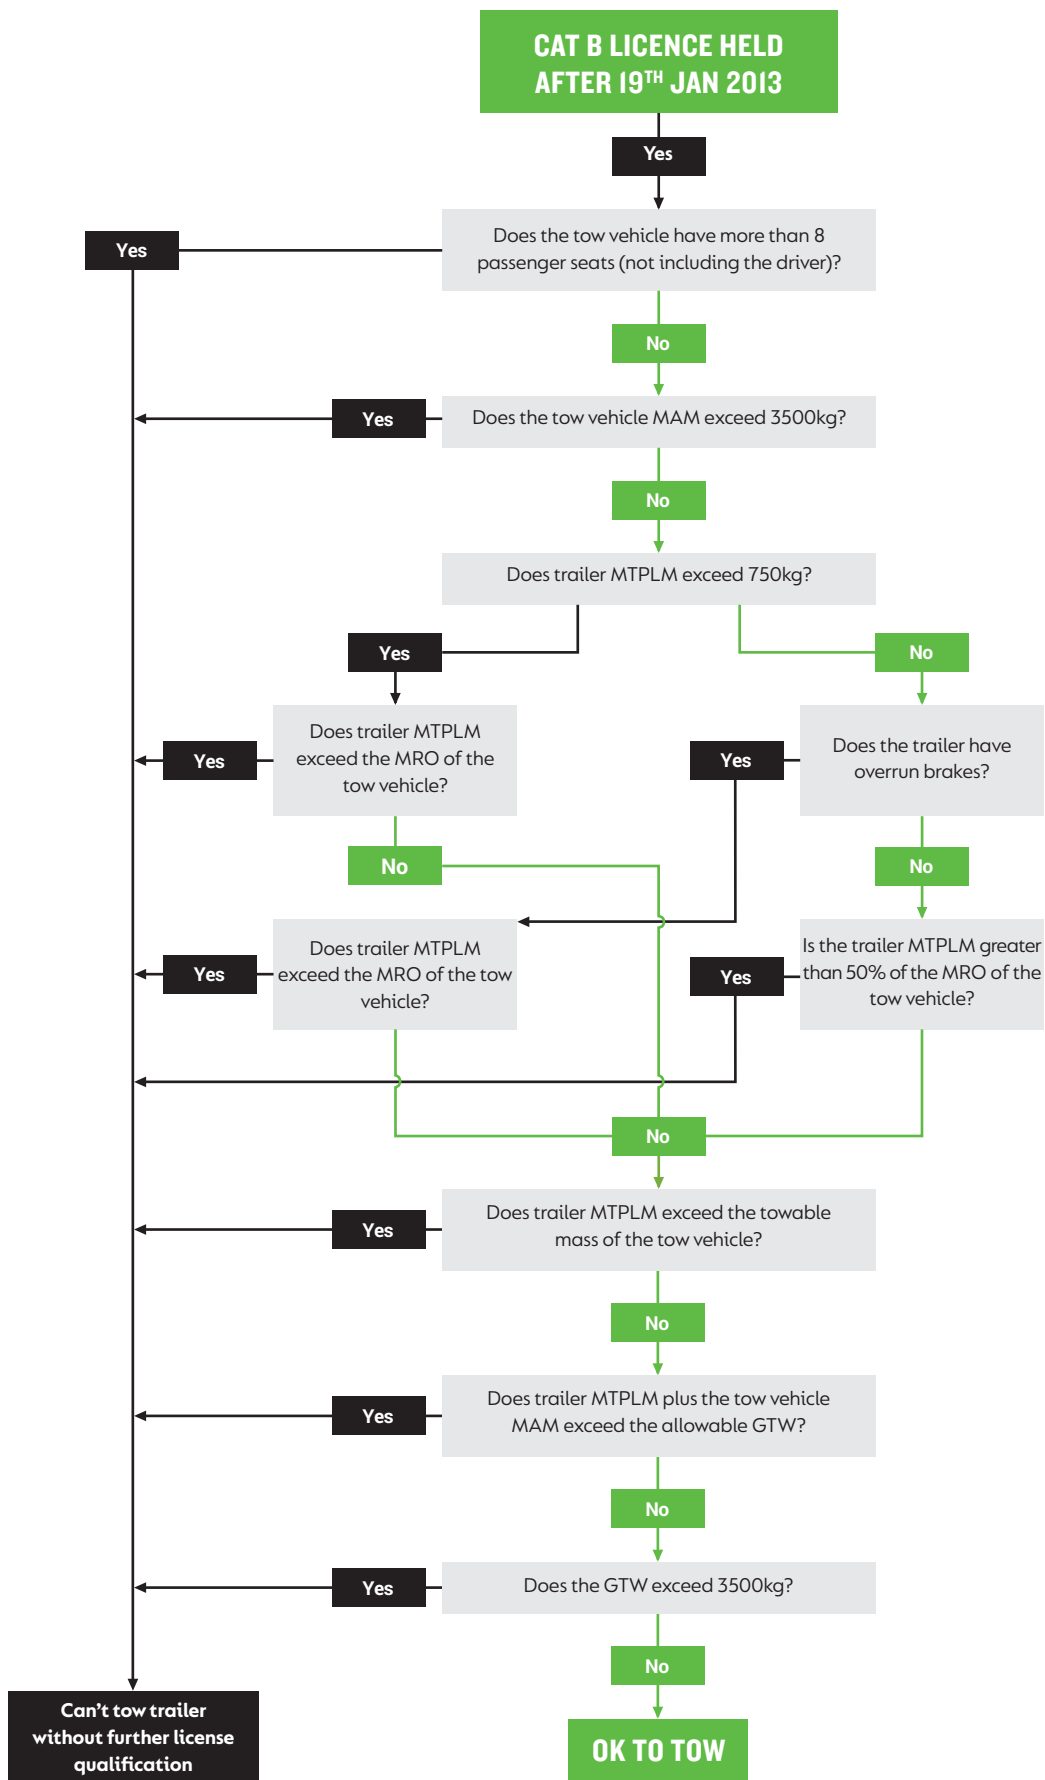 CAT B LICENCE HELD
AFTER 19TH JAN 2013
Yes
Does the tow vehicle have more than 8
passenger seats (not including the driver)?
Yes
No
Does the tow vehicle MAM exceed 3500kg?
Yes
No
Does trailer MTPLM exceed 750kg?
Yes
No
Does trailer MTPLM
exceed the MRO of the
tow vehicle?
Yes
No
Does the trailer have
overrun brakes?
Yes
No
Does trailer MTPLM
exceed the MRO of the tow
vehicle?
Yes
Is the trailer MTPLM greater
than 50% of the MRO of the
tow vehicle?
Yes
No
Does trailer MTPLM exceed the towable
mass of the tow vehicle?
Yes
No
Does trailer MTPLM plus the tow vehicle
MAM exceed the allowable GTW?
Yes
No
Does the GTW exceed 3500kg?
Yes
No
Can't tow trailer
without further license
qualification
OK TO TOW